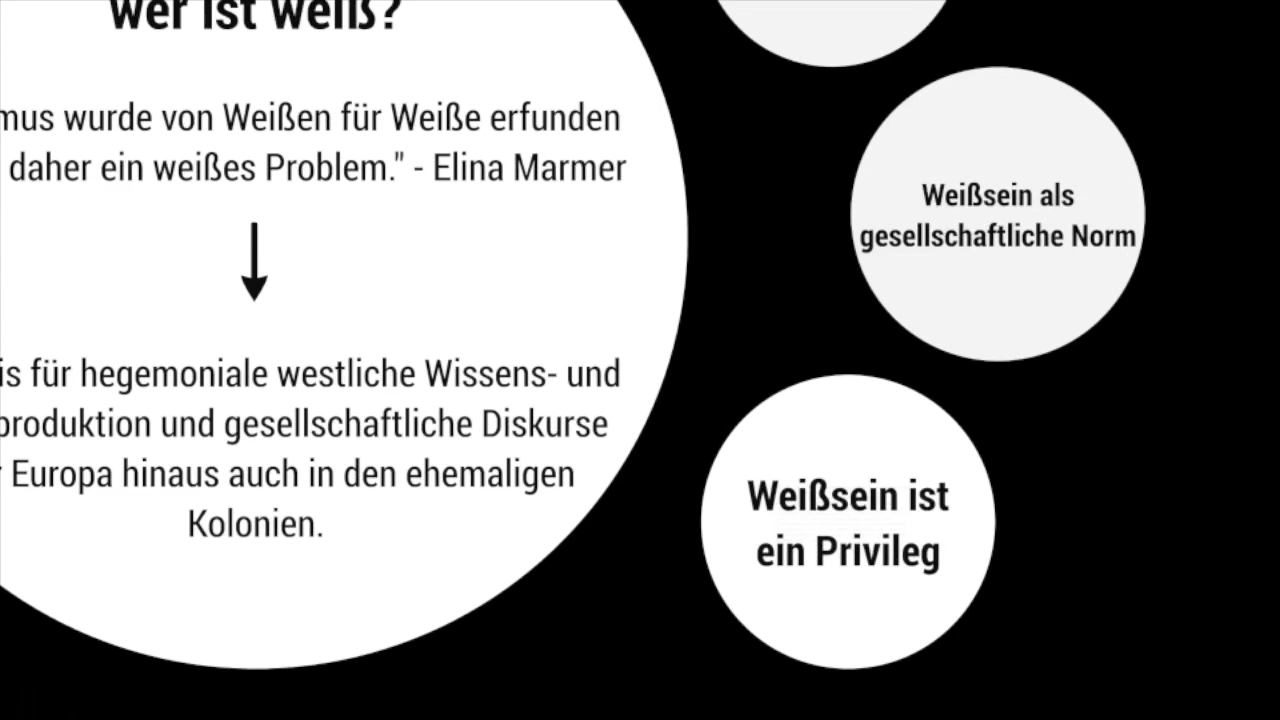 wer ist weiß?
mus wurde von Weißen für Weiße erfunden
daher ein weißes Problem." - Elina Marmer
is für hegemoniale westliche Wissens- und
produktion und gesellschaftliche Diskurse
Europa hinaus auch in den ehemaligen
Kolonien.
Weißsein als
gesellschaftliche Norm
Weißsein ist
ein Privileg